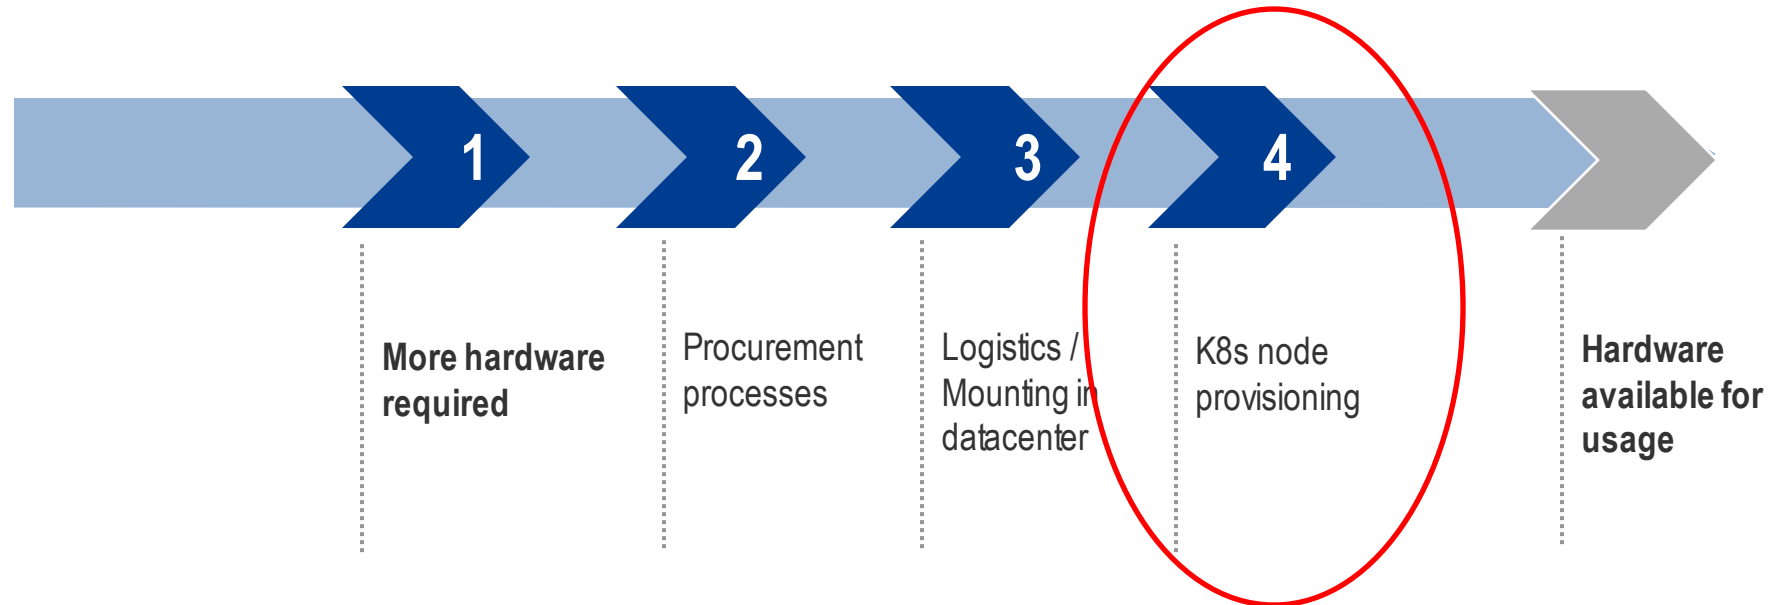 1
2
3
4
More hardware
required
Procurement
processes
Logistics /
Mounting in
datacenter
K8s node
provisioning
Hardware
available for
usage